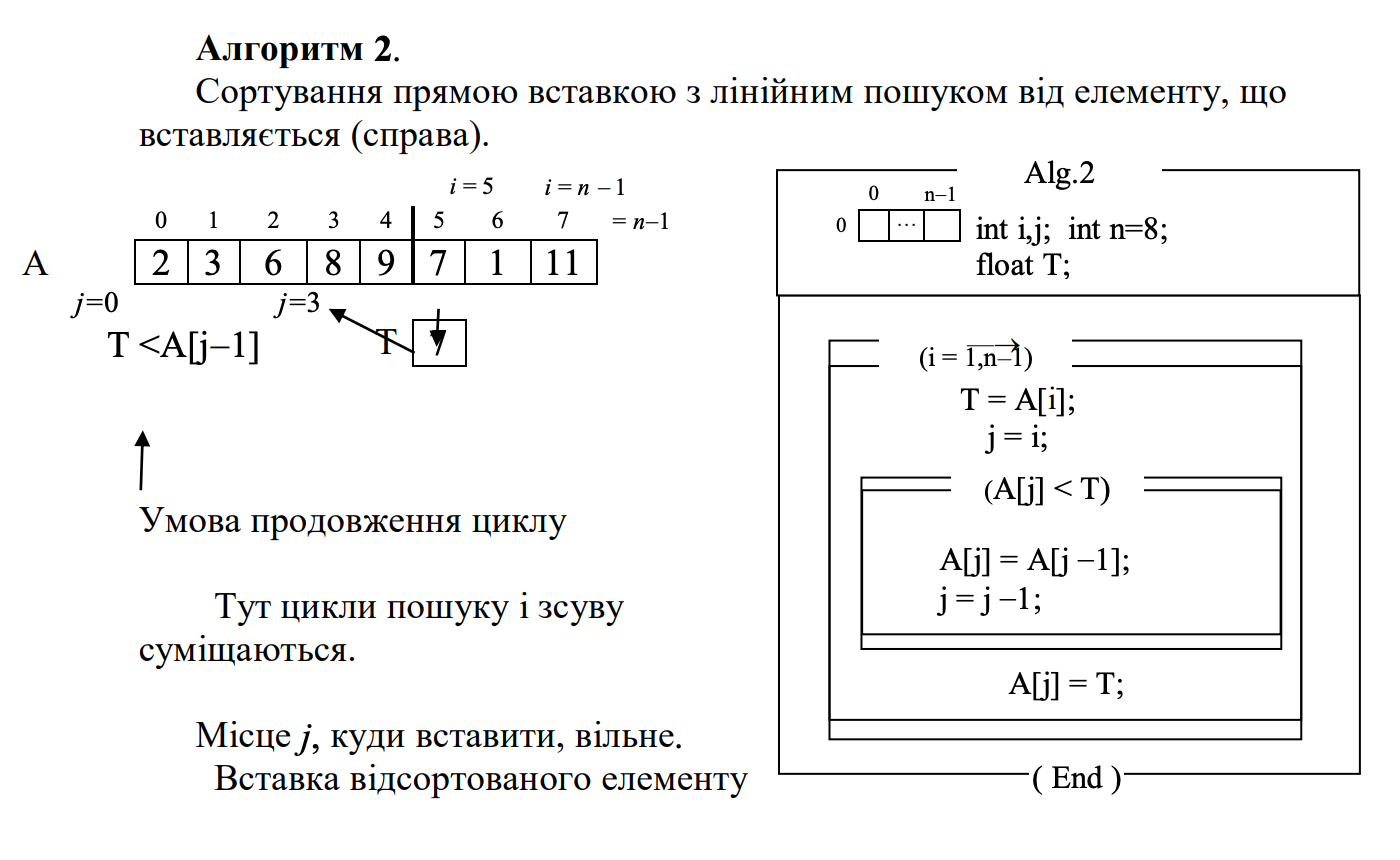 Алгоритм 2.
Сортування прямою вставкою з лінійним пошуком від елементу, що
вставляється (справа).
i = 5 i = n – 1
0 1 2 3 4 5 6 7 = n–1
A 2 3 6 8 9 7 1 11
j=0 j=3
T <A[j–1] T 7
Умова продовження циклу
Тут цикли пошуку і зсуву
суміщаються.
Місце j, куди вставити, вільне.
Вставка відсортованого елементу
Alg.2
0 n–1
0 ... int i,j; int n=8;
float T;
(i = 1,n–1)
T = A[i];
j = i;
(A[j] < T)
A[j] = A[j –1];
j = j –1;
A[j] = T;
( End )